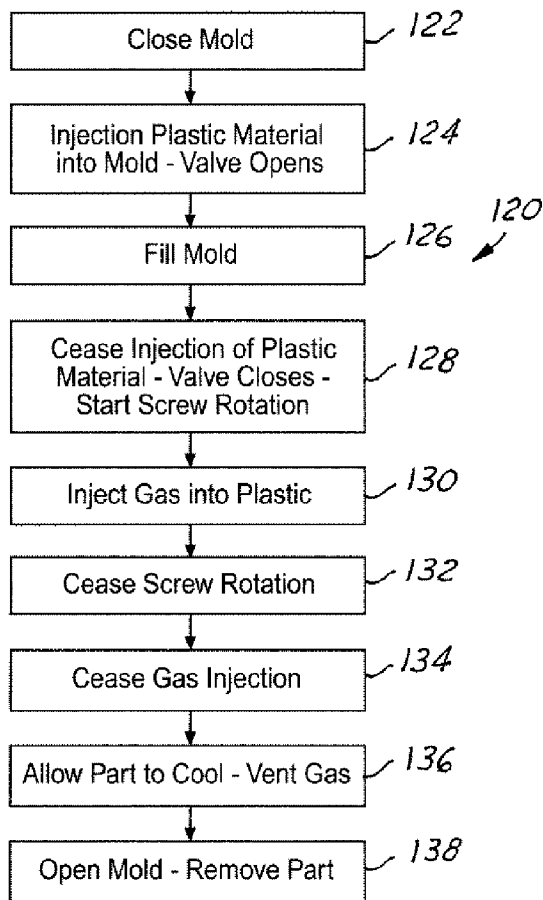 Close Mold
122
Injection Plastic Material
into Mold - Valve Opens
124
120
Fill Mold
126
Cease Injection of Plastic
Material - Valve Closes -
Start Screw Rotation
128
Inject Gas into Plastic
130
Cease Screw Rotation
132
Cease Gas Injection
134
Allow Part to Cool - Vent Gas
136
Open Mold - Remove Part
138